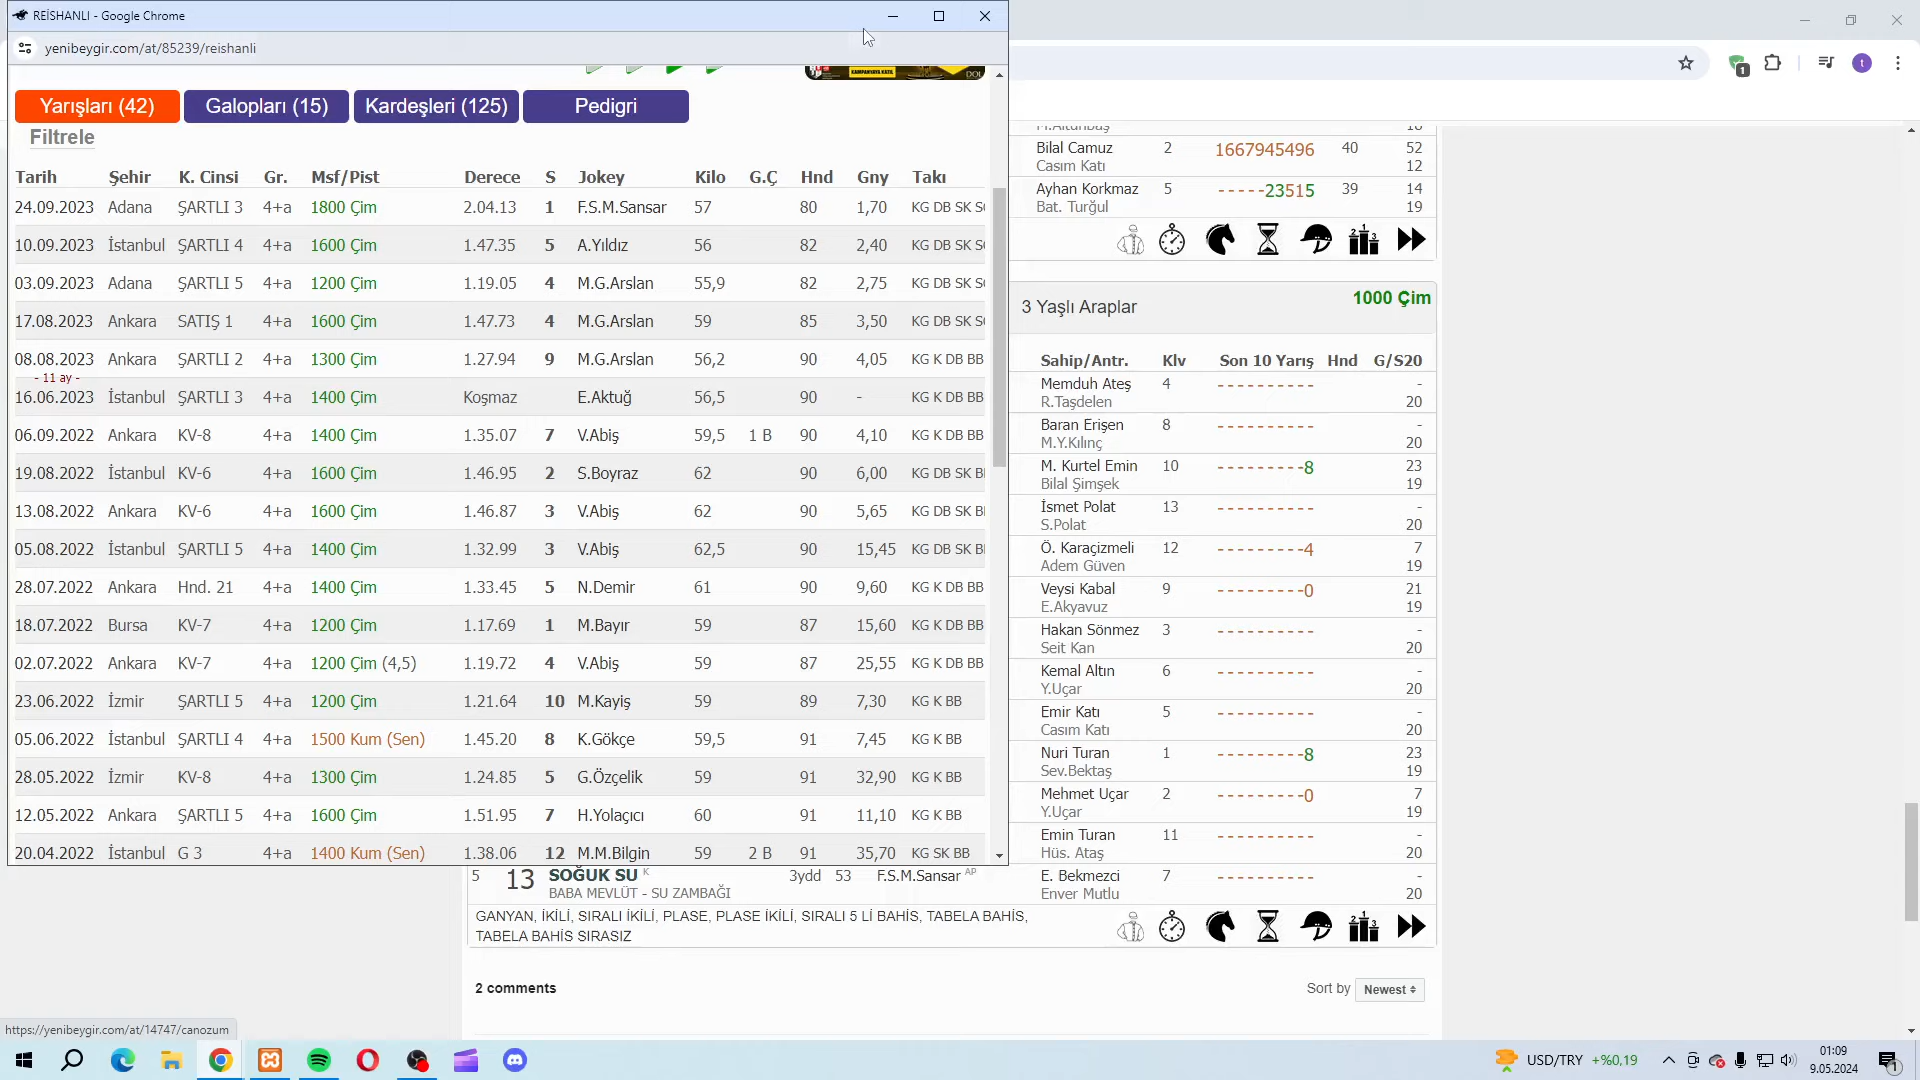 REİSHANLI - Google Chrome
yenibeygir.com/at/85239/reishanli
KAMPANYAYA KATIL
Yarışları (42) Galopları (15) Kardeşleri (125) Pedigri
Filtrele
Tarih Şehir K. Cinsi Gr. Msf/Pist Derece S Jokey Kilo G.Ç Hnd Gny Takı
24.09.2023 Adana ŞARTLI 3 4+a 1800 Çim 2.04.13 1 F.S.M.Sansar 57 80 1,70 KG DB SK
10.09.2023 İstanbul ŞARTLI 4 4+a 1600 Çim 1.47.35 5 A.Yıldız 56 82 2,40 KG DB SK
03.09.2023 Adana ŞARTLI 5 4+a 1200 Çim 1.19.05 4 M.G.Arslan 55,9 82 2,75 KG DB SK
17.08.2023 Ankara SATIŞ 1 4+a 1600 Çim 1.47.73 4 M.G.Arslan 59 85 3,50 KG DB SK
08.08.2023 Ankara ŞARTLI 2 4+a 1300 Çim 1.27.94 9 M.G.Arslan 56,2 90 4,05 KG K DB BB
- 11 ay -
16.06.2023 İstanbul ŞARTLI 3 4+a 1400 Çim Koşmaz E.Aktuğ 56,5 90 - KG K DB BB
06.09.2022 Ankara KV-8 4+a 1400 Çim 1.35.07 7 V.Abiş 59,5 1 B 90 4,10 KG K DB BB
19.08.2022 İstanbul KV-6 4+a 1600 Çim 1.46.95 2 S.Boyraz 62 90 6,00 KG DB SK
13.08.2022 Ankara KV-6 4+a 1600 Çim 1.46.87 3 V.Abiş 62 90 5,65 KG DB SK
05.08.2022 İstanbul ŞARTLI 5 4+a 1400 Çim 1.32.99 3 V.Abiş 62,5 90 15,45 KG DB SK
28.07.2022 Ankara Hnd. 21 4+a 1400 Çim 1.33.45 5 N.Demir 61 90 9,60 KG K DB BB
18.07.2022 Bursa KV-7 4+a 1200 Çim 1.17.69 1 M.Bayır 59 87 15,60 KG K DB BB
02.07.2022 Ankara KV-7 4+a 1200 Çim (4,5) 1.19.72 4 V.Abiş 59 87 25,55 KG K DB BB
23.06.2022 İzmir ŞARTLI 5 4+a 1200 Çim 1.21.64 10 M.Kayiş 59 89 7,30 KG K BB
05.06.2022 İstanbul ŞARTLI 4 4+a 1500 Kum (Sen) 1.45.20 8 K.Gökçe 59,5 91 7,45 KG K BB
28.05.2022 İzmir KV-8 4+a 1300 Çim 1.24.85 5 G.Özçelik 59 91 32,90 KG K BB
12.05.2022 Ankara ŞARTLI 5 4+a 1600 Çim 1.51.95 7 H.Yolaçıcı 60 91 11,10 KG K BB
20.04.2022 İstanbul G 3 4+a 1400 Kum (Sen) 1.38.06 12 M.M.Bilgin 59 2 B 91 35,70 KG SK BB
M.Altunbaş 18
Bilal Camuz 2 1667945496 40 52
Casım Katı 12
Ayhan Korkmaz 5 -----23515 39 14
Bat. Turğul 19
3 Yaşlı Araplar 1000 Çim
Sahip/Antr. Klv Son 10 Yarış Hnd G/S20
Memduh Ateş 4 ---------- -
R.Taşdelen 20
Baran Erişen 8 ---------- -
M.Y.Kılınç 20
M. Kurtel Emin 10 ---------8 23
Bilal Şimşek 19
İsmet Polat 13 ---------- -
S.Polat 20
Ö. Karaçizmeli 12 ---------4 7
Adem Güven 19
Veysi Kabal 9 ---------0 21
E.Akyavuz 19
Hakan Sönmez 3 ---------- -
Seit Kan 20
Kemal Altın 6 ---------- -
Y.Uçar 20
Emir Katı 5 ---------- -
Casım Katı 20
Nuri Turan 1 ---------8 23
Sev.Bektaş 19
Mehmet Uçar 2 ---------0 7
Y.Uçar 19
Emin Turan 11 ---------- -
Hüs. Ataş 20
5 13 SOĞUK SU K 3ydd 53 F.S.M.Sansar AP E. Bekmezci 7 ---------- -
BABA MEVLÜT - SU ZAMBAĞI Enver Mutlu 20
GANYAN, İKİLİ, SIRALI İKİLİ, PLASE, PLASE İKİLİ, SIRALI 5 Lİ BAHİS, TABELA BAHİS,
TABELA BAHİS SIRASIZ
2 comments Sort by Newest
https://yenibeygir.com/at/14747/canozum
USD/TRY +%0,19
01:09
9.05.2024